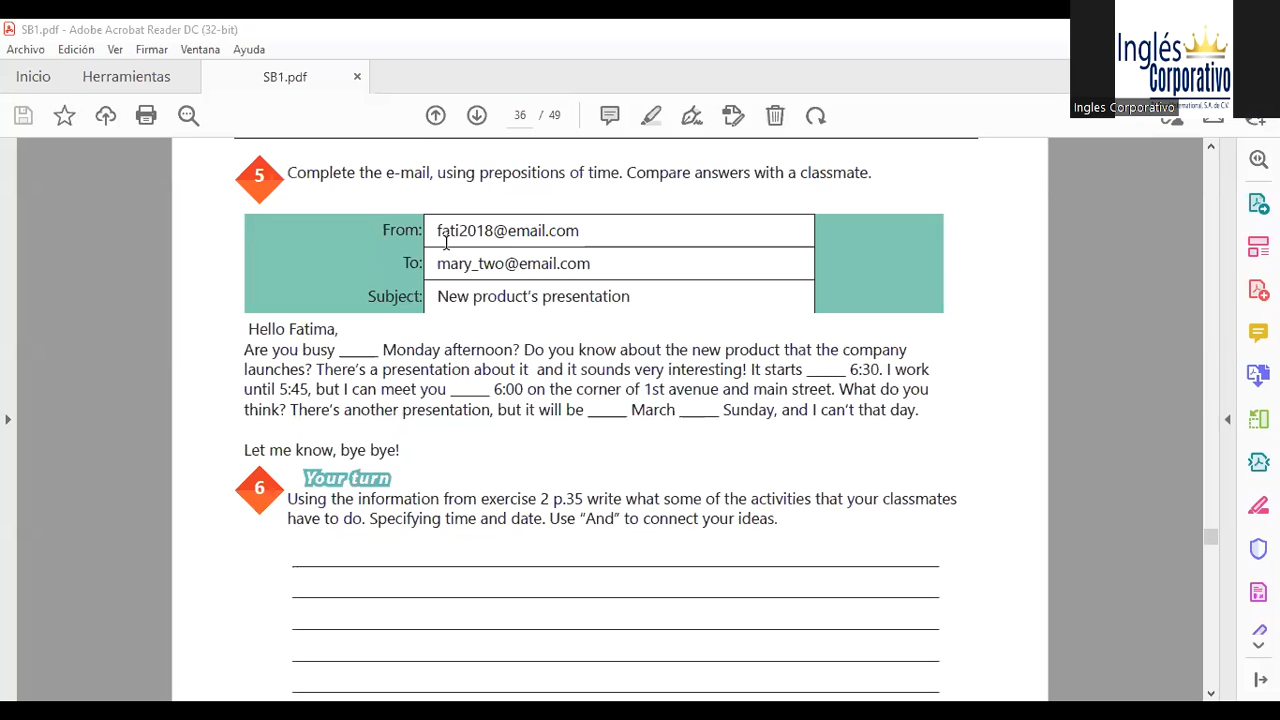 SB1.pdf - Adobe Acrobat Reader DC (32-bit)
Archivo Edición Ver Firmar Ventana Ayuda
Inicio Herramientas SB1.pdf ×
36 / 49
Inglés
Corporativo
International, S.A. de C.V.
Ingles Corporativo
5 Complete the e-mail, using prepositions of time. Compare answers with a classmate.
From: fati2018@email.com
To: mary_two@email.com
Subject: New product's presentation
Hello Fatima,
Are you busy _____ Monday afternoon? Do you know about the new product that the company
launches? There's a presentation about it and it sounds very interesting! It starts _____ 6:30. I work
until 5:45, but I can meet you _____ 6:00 on the corner of 1st avenue and main street. What do you
think? There's another presentation, but it will be _____ March _____ Sunday, and I can't that day.
Let me know, bye bye!
6 Your turn
Using the information from exercise 2 p.35 write what some of the activities that your classmates
have to do. Specifying time and date. Use “And” to connect your ideas.